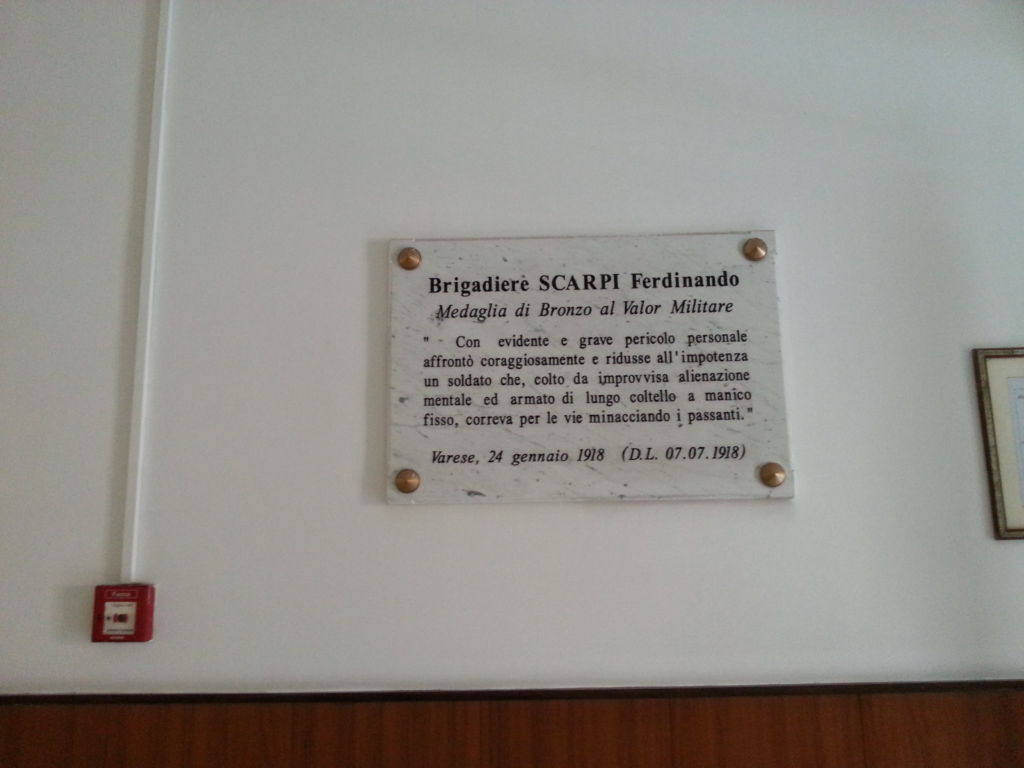 Brigadiere SCARPI Ferdinando
Medaglia di Bronzo al Valor Militare
" Con evidente e grave pericolo personale
affrontò coraggiosamente e ridusse all'impotenza
un soldato che, colto da improvvisa alienazione
mentale ed armato di lungo coltello a manico
fisso, correva per le vie minacciando i passanti."
Varese, 24 gennaio 1918 (D.L. 07.07.1918)